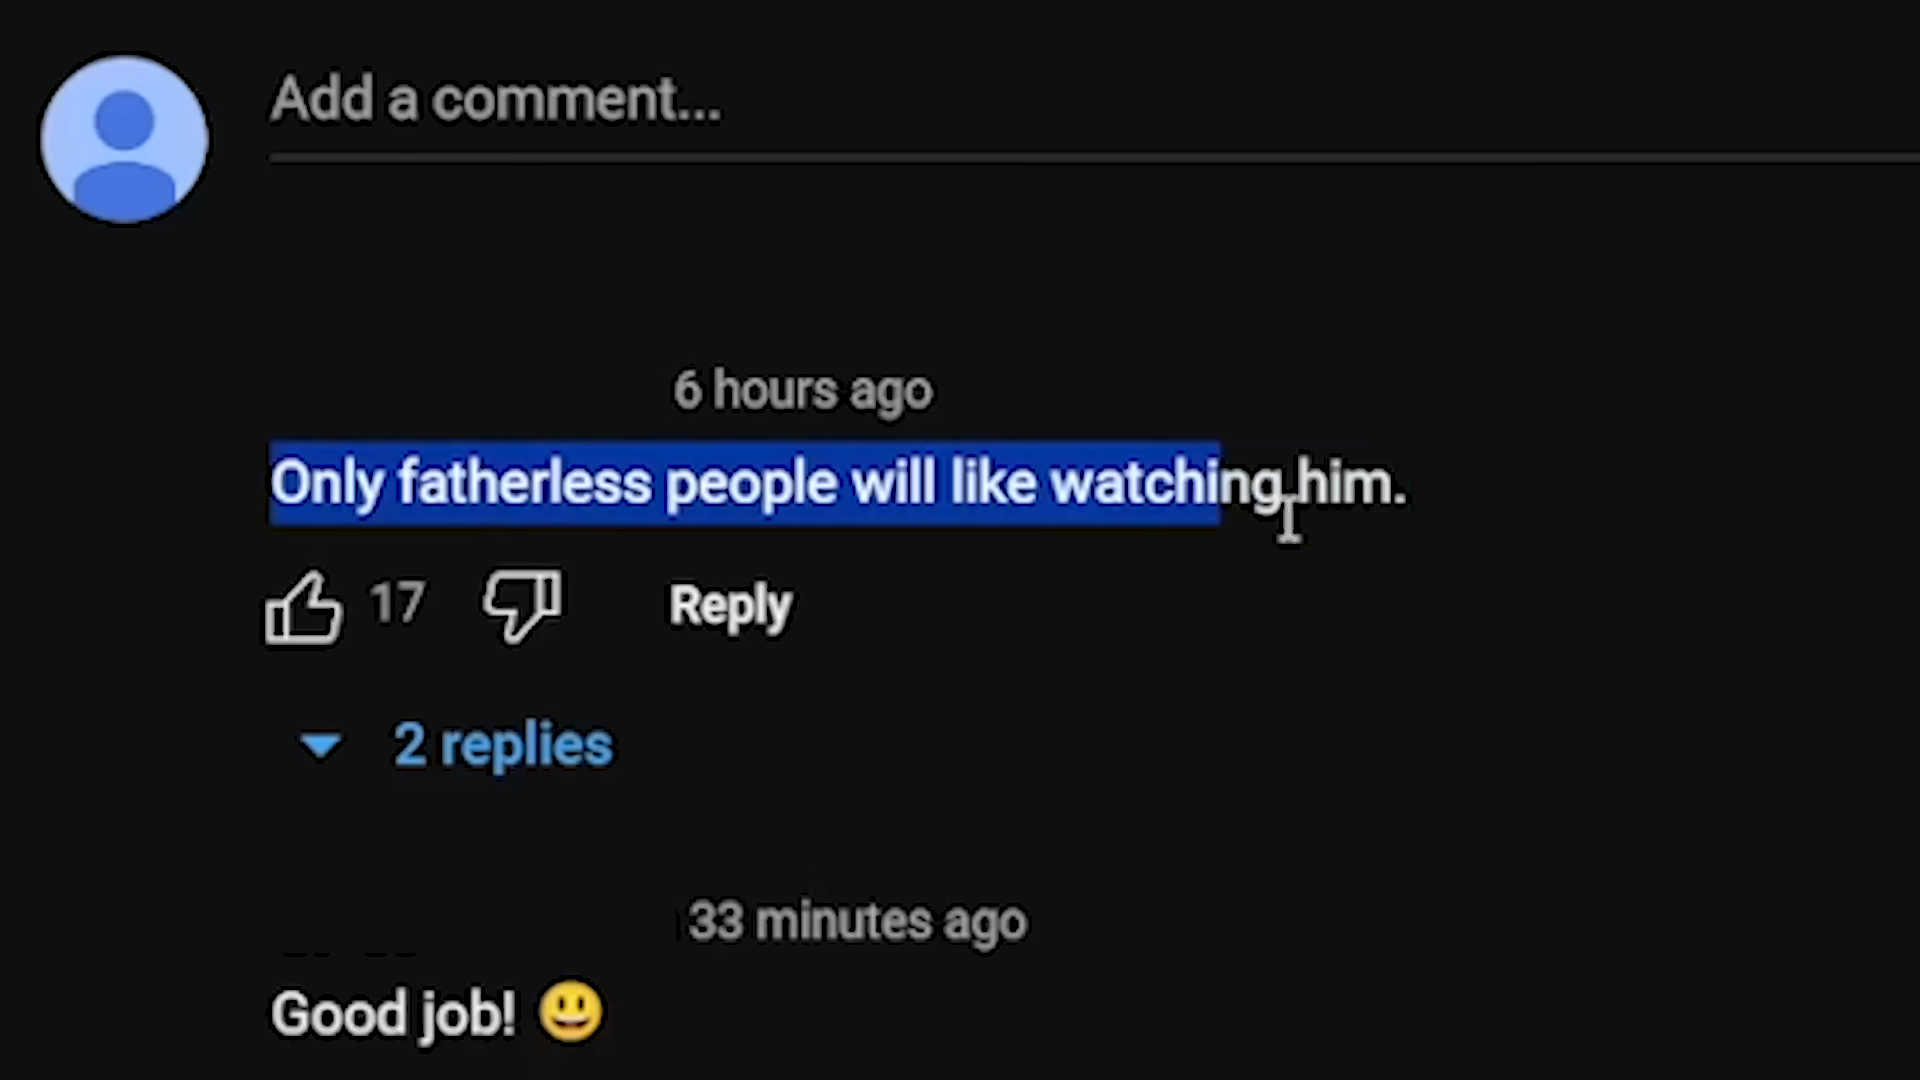 Add a comment...
6 hours ago
Only fatherless people will like watching him.
17 Reply
2 replies
33 minutes ago
Good job! 😃